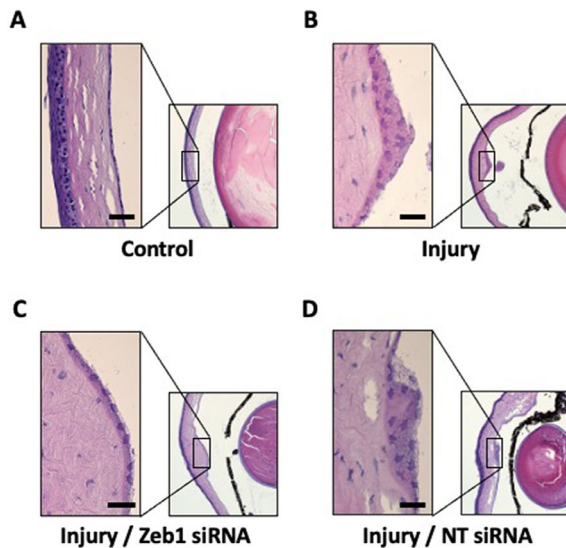 A
B
Control
Injury
C
D
Injury / Zeb1 siRNA
Injury / NT siRNA